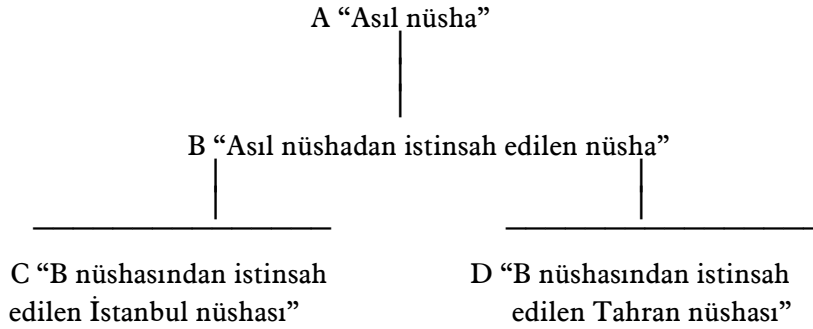 A “Asıl nüsha”
B “Asıl nüshadan istinsah edilen nüsha”
C “B nüshasından istinsah
edilen İstanbul nüshası”
D “B nüshasından istinsah
edilen Tahran nüshası”